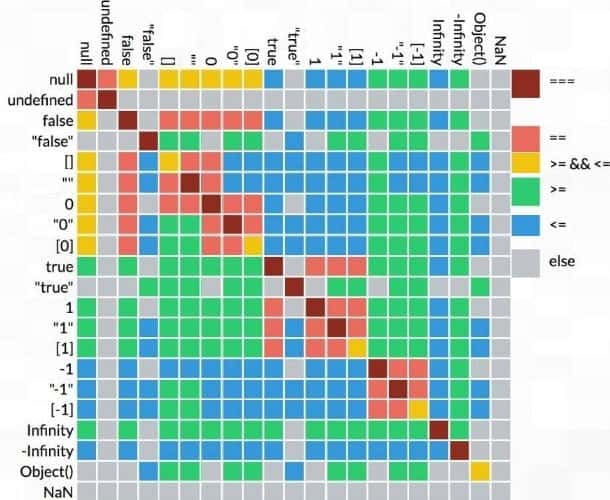 null
undefined
false
"false"
[]
""
0
"0"
[0]
true
"true"
1
"1"
[1]
-1
"-1"
[-1]
Infinity
-Infinity
Object()
NaN
null
undefined
false
"false"
[]
""
0
"0"
[0]
true
"true"
1
"1"
[1]
-1
"-1"
[-1]
Infinity
-Infinity
Object()
NaN
===
==
>= && <=
>=
<=
else